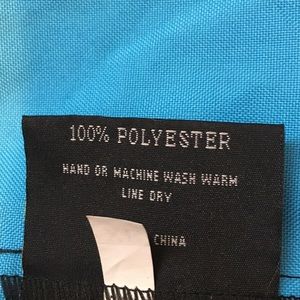 100% POLYESTER
HAND OR MACHINE WASH WARM
LINE DRY
CHINA